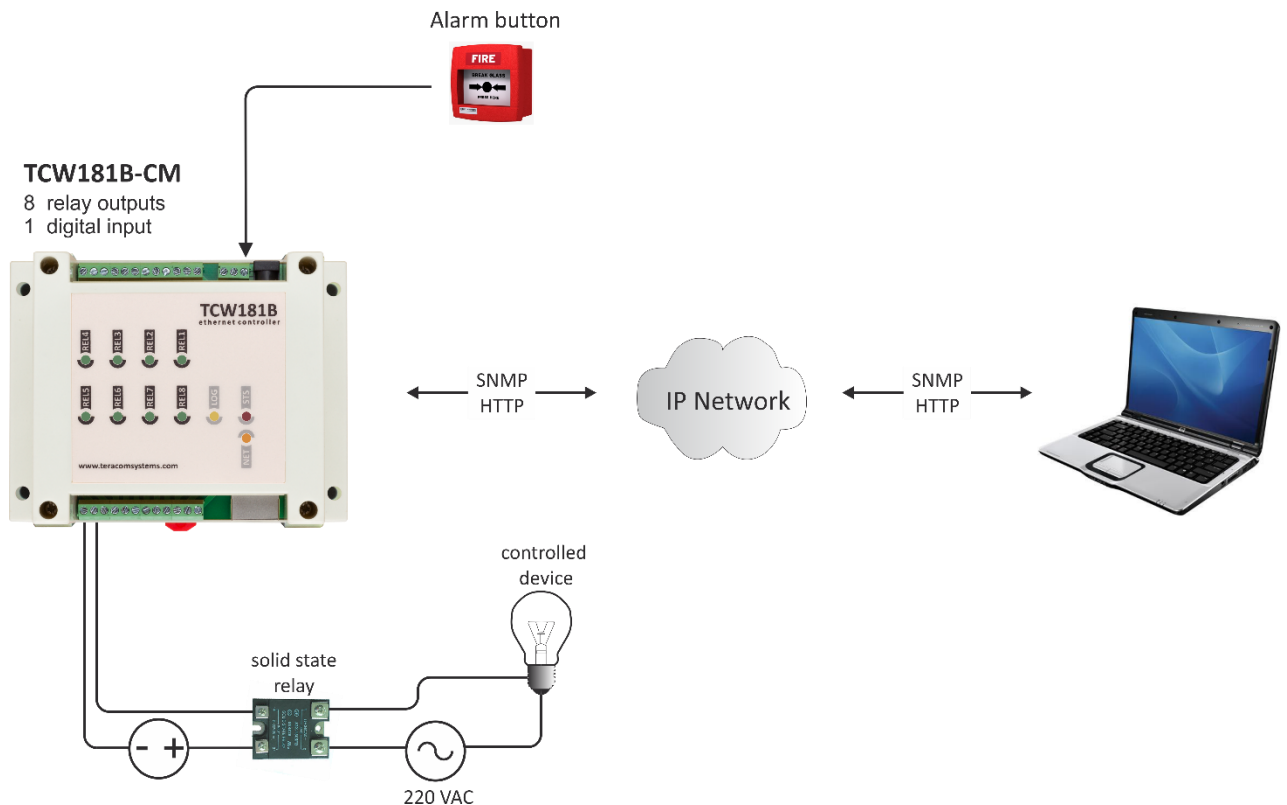 Alarm button
FIRE
BREAK GLASS
TCW181B-CM
8 relay outputs
1 digital input
TCW181B
ethernet controller
REL4
REL3
REL2
REL1
REL5
REL6
REL7
REL8
LOG
STS
NET
www.teracomsystems.com
SNMP
HTTP
IP Network
SNMP
HTTP
controlled
device
solid state
relay
- +
220 VAC